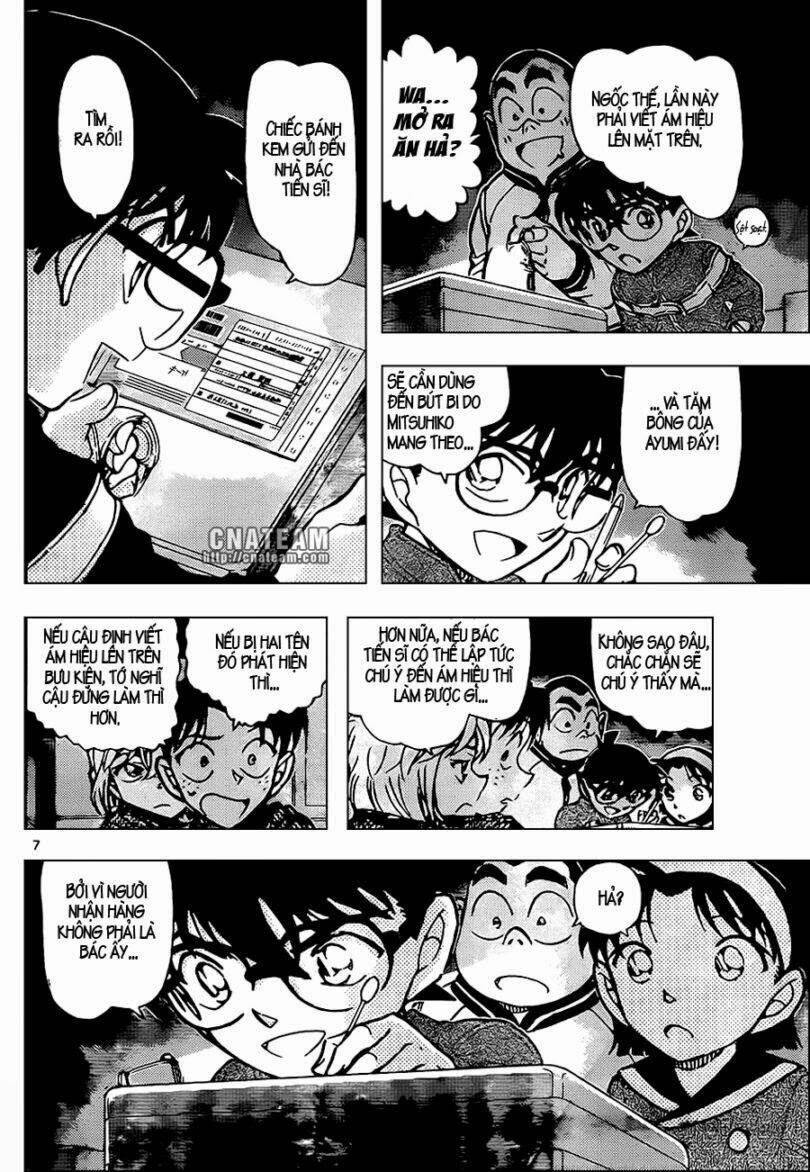 TÌM
RA RỒI!
CHIẾC BÁNH
KEM GỬI ĐẾN
NHÀ BÁC
TIẾN SĨ!
WA...
MỞ RA
ĂN HẢ?
NGỐC THẾ, LẦN NÀY
PHẢI VIẾT ÁM HIỆU
LÊN MẶT TRÊN.
Sột soạt
SẼ CẦN DÙNG
ĐẾN BÚT BI DO
MITSUHIKO
MANG THEO...
... VÀ TĂM
BÔNG CỦA
AYUMI ĐẤY!
CNATEAM
http://cnateam.com
NẾU CẬU ĐỊNH VIẾT
ÁM HIỆU LÊN TRÊN
BƯU KIỆN, TỚ NGHĨ
CẬU ĐỪNG LÀM THÌ
HƠN.
NẾU BỊ HAI TÊN
ĐÓ PHÁT HIỆN
THÌ...
HƠN NỮA, NẾU BÁC
TIẾN SĨ CÓ THỂ LẬP TỨC
CHÚ Ý ĐẾN ÁM HIỆU THÌ
LÀM ĐƯỢC GÌ...
KHÔNG SAO ĐÂU,
CHẮC CHẮN SẼ
CHÚ Ý THẤY MÀ...
7
BỞI VÌ NGƯỜI
NHẬN HÀNG
KHÔNG PHẢI LÀ
BÁC ẤY...
HẢ?